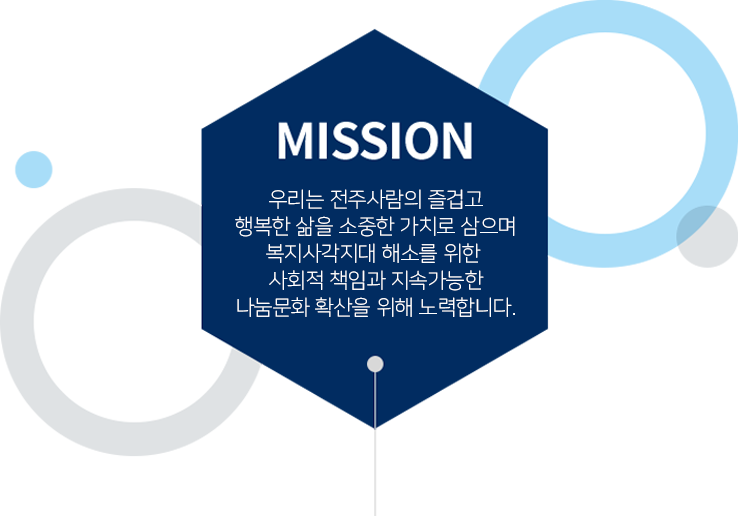 MISSION
우리는 전주사람의 즐겁고
행복한 삶을 소중한 가치로 삼으며
복지사각지대 해소를 위한
사회적 책임과 지속가능한
나눔문화 확산을 위해 노력합니다.